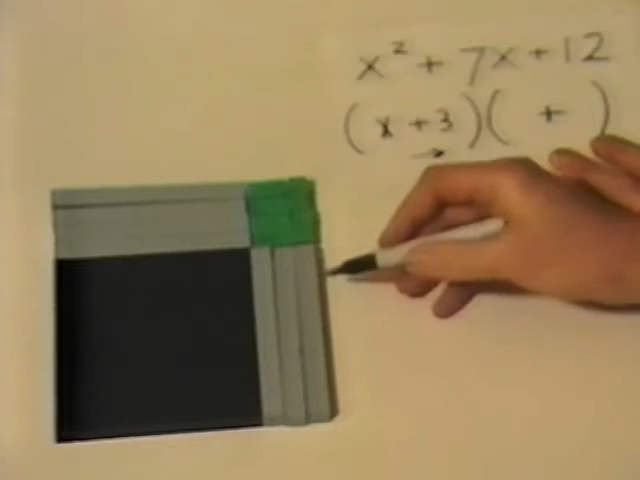 x² + 7x + 12
(x + 3)( + )
→